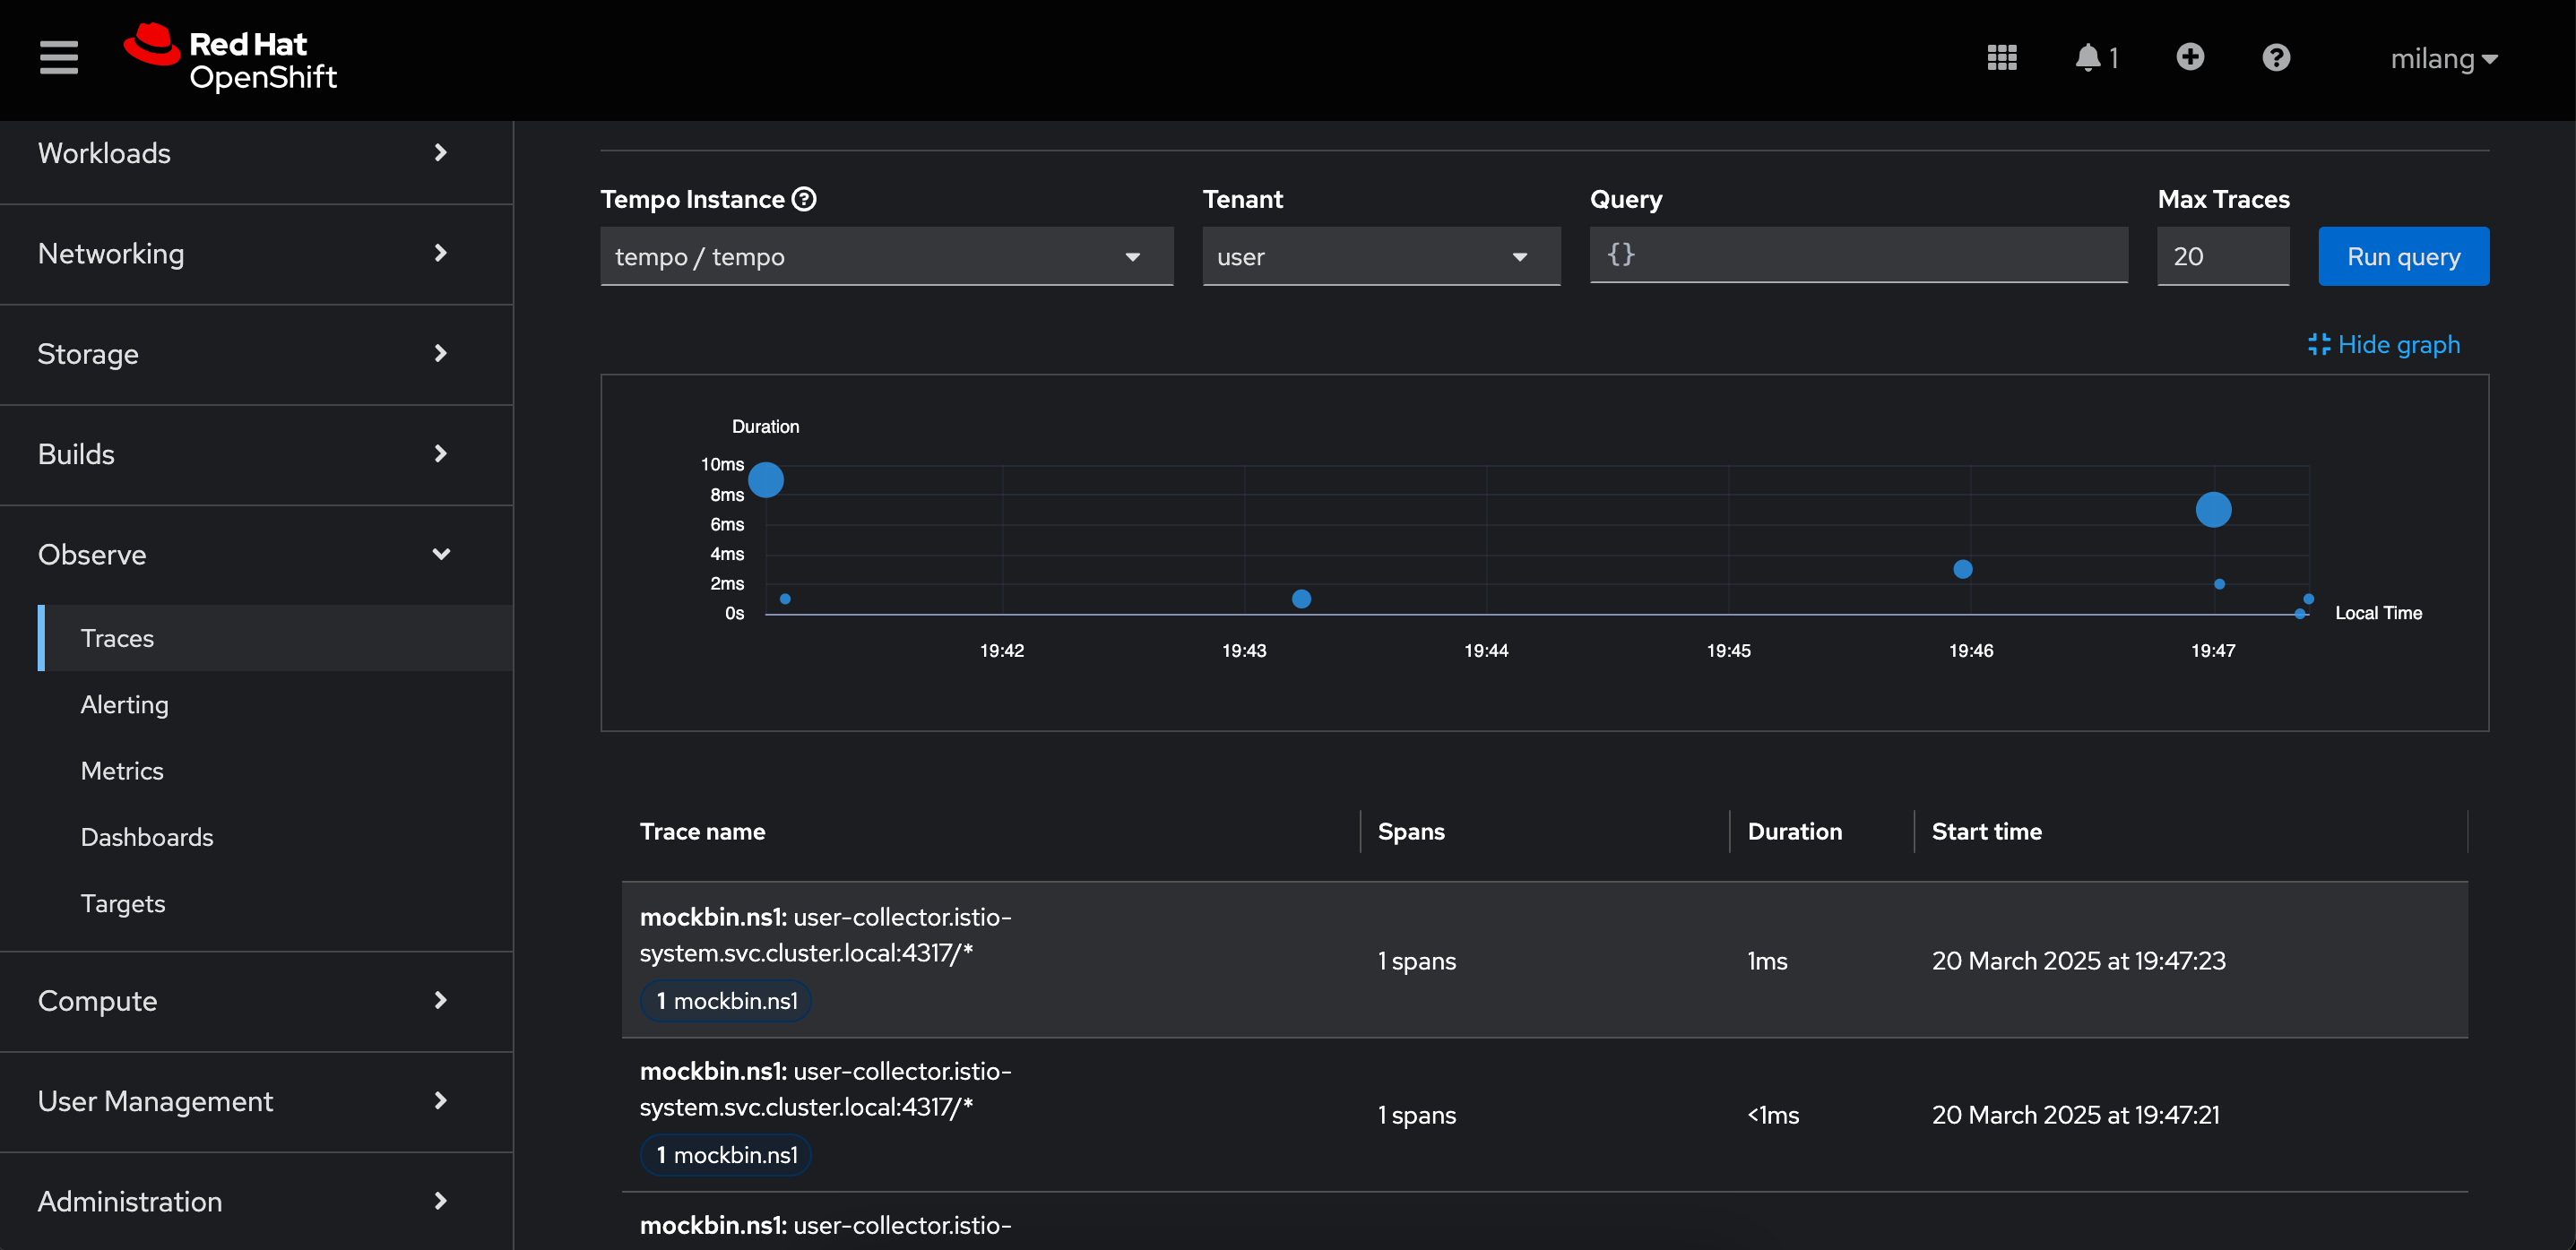 Red Hat
OpenShift
1
milang
Workloads
Networking
Storage
Builds
Observe
Traces
Alerting
Metrics
Dashboards
Targets
Compute
User Management
Administration
Tempo Instance
Tenant
Query
Max Traces
tempo / tempo
user
{}
20
Run query
Hide graph
Duration
10ms
8ms
6ms
4ms
2ms
0s
Local Time
19:42
19:43
19:44
19:45
19:46
19:47
Trace name
Spans
Duration
Start time
mockbin.ns1: user-collector.istio-
system.svc.cluster.local:4317/*
1 mockbin.ns1
1 spans
1ms
20 March 2025 at 19:47:23
mockbin.ns1: user-collector.istio-
system.svc.cluster.local:4317/*
1 mockbin.ns1
1 spans
<1ms
20 March 2025 at 19:47:21
mockbin.ns1: user-collector.istio-